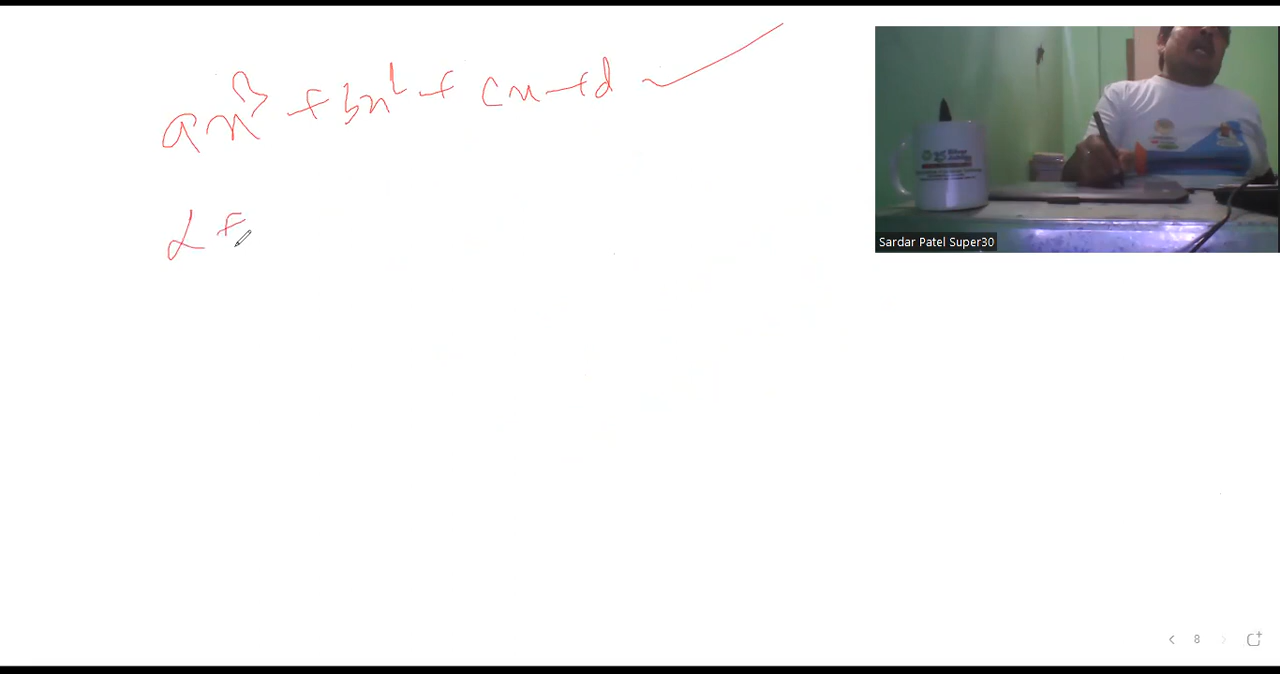 ax³ + bx² + cx + d
α +
Sardar Patel Super30
8